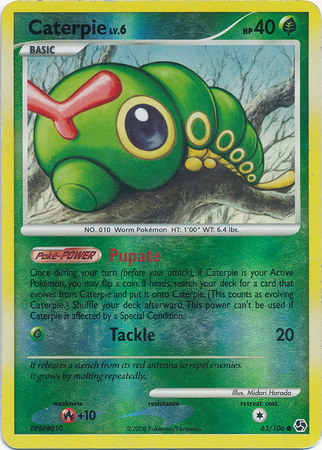 Caterpie LV.6 HP 40
BASIC
NO. 010 Worm Pokémon HT: 1'00" WT: 6.4 lbs.
Poké-POWER Pupate
Once during your turn (before your attack), if Caterpie is your Active
Pokémon, you may flip a coin. If heads, search your deck for a card that
evolves from Caterpie and put it onto Caterpie. (This counts as evolving
Caterpie.) Shuffle your deck afterward. This power can't be used if
Caterpie is affected by a Special Condition.
Tackle 20
It releases a stench from its red antenna to repel enemies.
It grows by molting repeatedly.
Illus. Midori Harada
weakness resistance retreat cost
+10
DPBP#010 ©2008 Pokémon/Nintendo 63/106